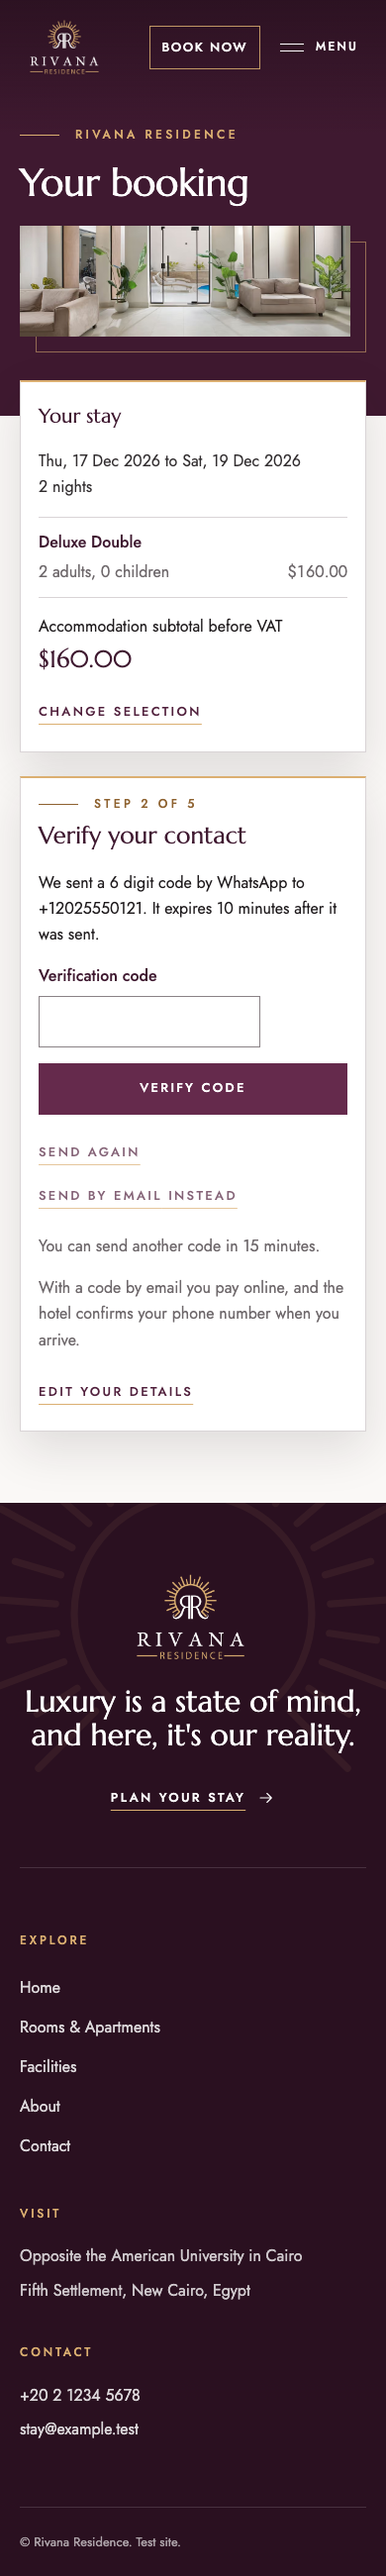 RIVANA
RESIDENCE
BOOK NOW
MENU
RIVANA RESIDENCE
Your booking
Your stay
Thu, 17 Dec 2026 to Sat, 19 Dec 2026
2 nights
Deluxe Double
2 adults, 0 children $160.00
Accommodation subtotal before VAT
$160.00
CHANGE SELECTION
STEP 2 OF 5
Verify your contact
We sent a 6 digit code by WhatsApp to
+12025550121. It expires 10 minutes after it
was sent.
Verification code
VERIFY CODE
SEND AGAIN
SEND BY EMAIL INSTEAD
You can send another code in 15 minutes.
With a code by email you pay online, and the
hotel confirms your phone number when you
arrive.
EDIT YOUR DETAILS
RIVANA
RESIDENCE
Luxury is a state of mind,
and here, it's our reality.
PLAN YOUR STAY →
EXPLORE
Home
Rooms & Apartments
Facilities
About
Contact
VISIT
Opposite the American University in Cairo
Fifth Settlement, New Cairo, Egypt
CONTACT
+20 2 1234 5678
stay@example.test
© Rivana Residence. Test site.